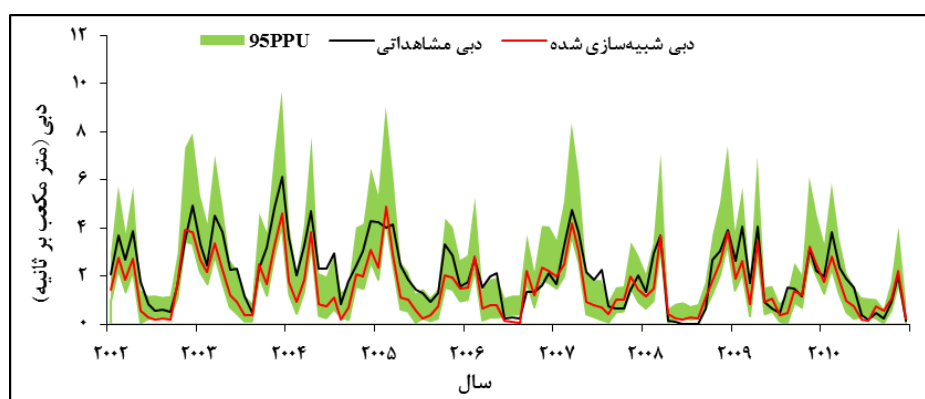 95PPU دبی مشاهداتی دبی شبیه‌سازی شده
دبی (متر مکعب بر ثانیه)
۱۲
۱۰
۸
۶
۴
۲
۰
۲۰۰۲ ۲۰۰۳ ۲۰۰۴ ۲۰۰۵ ۲۰۰۶ ۲۰۰۷ ۲۰۰۸ ۲۰۰۹ ۲۰۱۰
سال